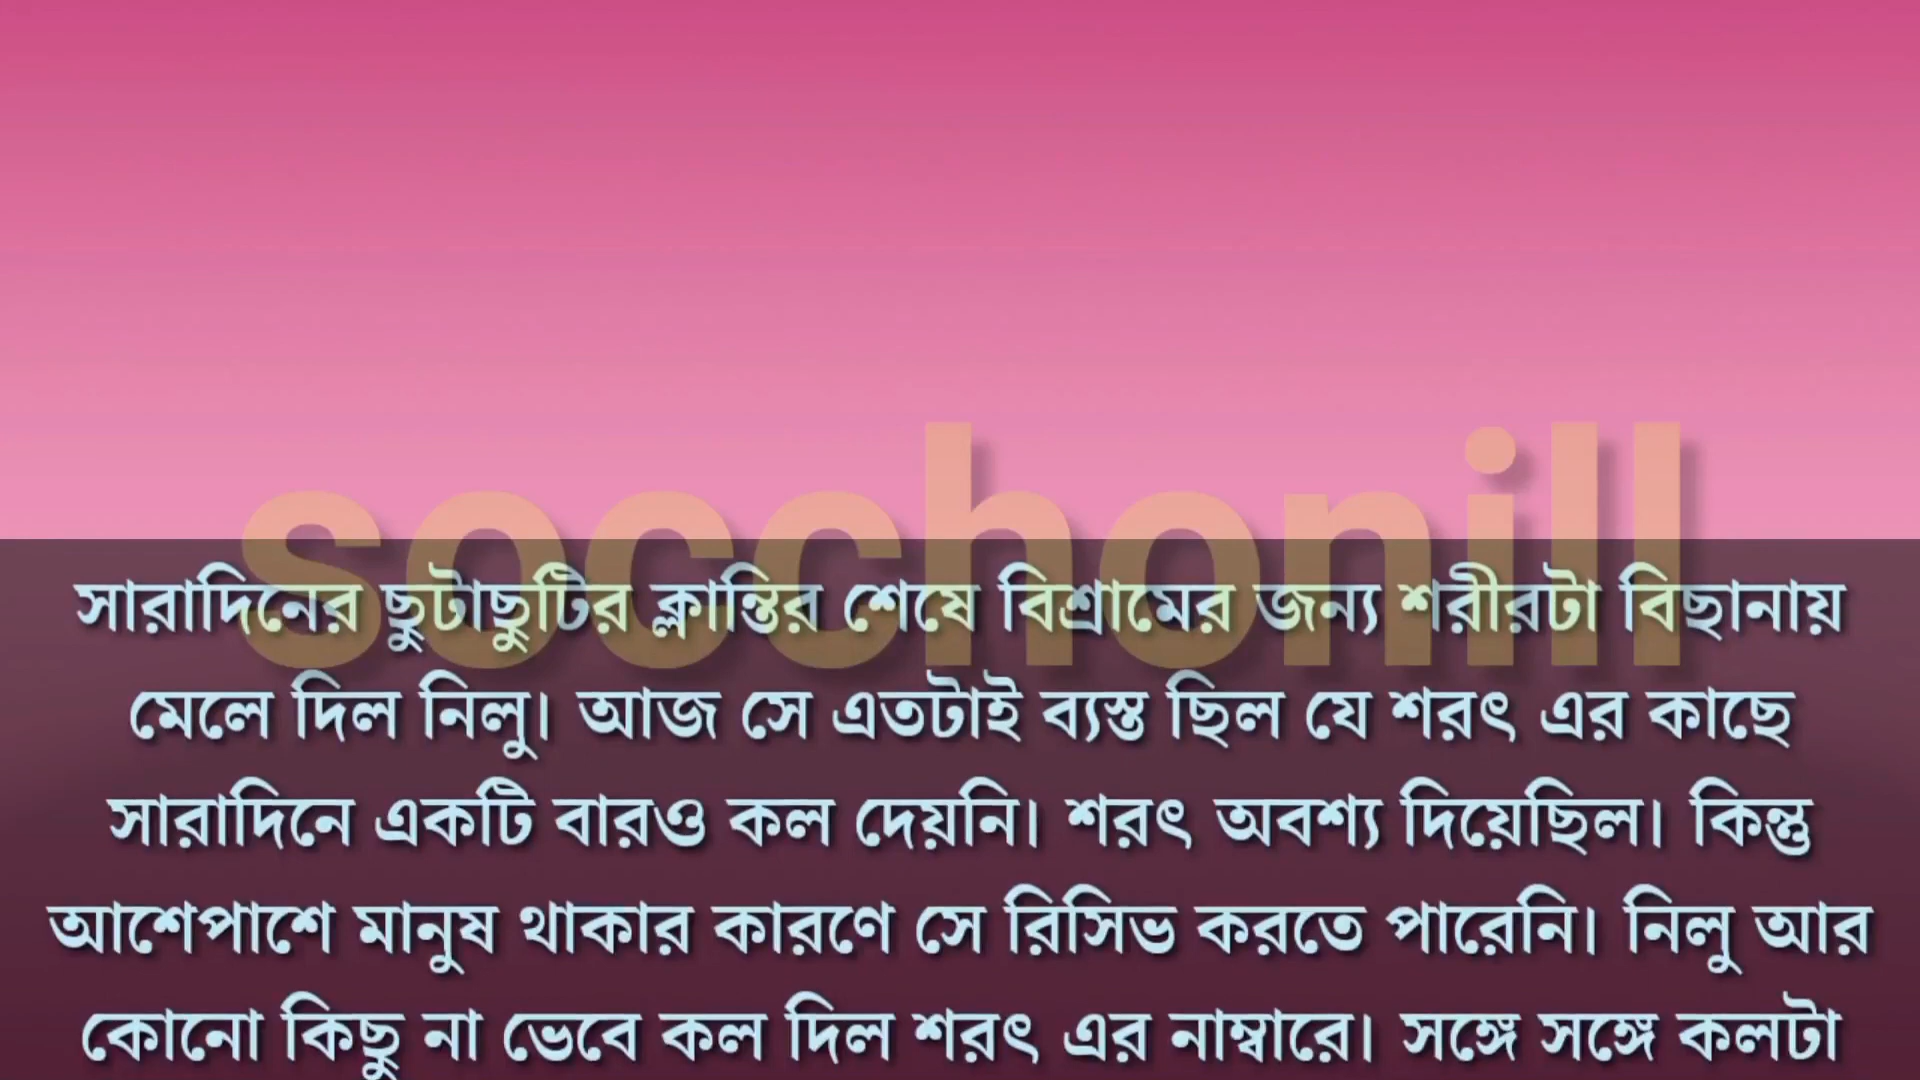 socchonill
সারাদিনের ছুটাছুটির ক্লান্তির শেষে বিশ্রামের জন্য শরীরটা বিছানায়
মেলে দিল নিলু। আজ সে এতটাই ব্যস্ত ছিল যে শরৎ এর কাছে
সারাদিনে একটি বারও কল দেয়নি। শরৎ অবশ্য দিয়েছিল। কিন্তু
আশেপাশে মানুষ থাকার কারণে সে রিসিভ করতে পারেনি। নিলু আর
কোনো কিছু না ভেবে কল দিল শরৎ এর নাম্বারে। সঙ্গে সঙ্গে কলটা